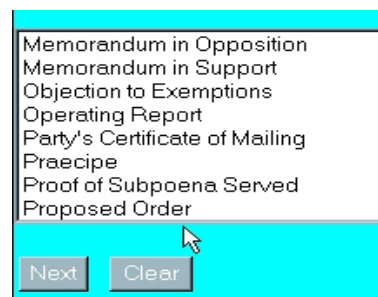 Memorandum in Opposition
Memorandum in Support
Objection to Exemptions
Operating Report
Party's Certificate of Mailing
Praecipe
Proof of Subpoena Served
Proposed Order
Next Clear